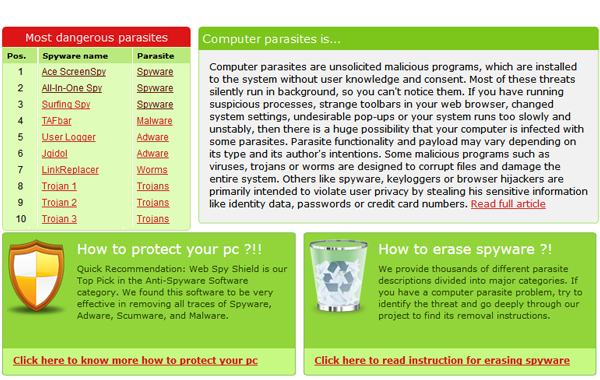 Most dangerous parasites
Pos. Spyware name Parasite
1 Ace ScreenSpy Spyware
2 All-In-One Spy Spyware
3 Surfing Spy Spyware
4 TAFbar Malware
5 User Logger Adware
6 Jgidol Adware
7 LinkReplacer Worms
8 Trojan 1 Trojans
9 Trojan 2 Trojans
10 Trojan 3 Trojans
Computer parasites is...
Computer parasites are unsolicited malicious programs, which are installed
to the system without user knowledge and consent. Most of these threats
silently run in background, so you can't notice them. If you have running
suspicious processes, strange toolbars in your web browser, changed
system settings, undesirable pop-ups or your system runs too slowly and
unstably, then there is a huge possibility that your computer is infected with
some parasites. Parasite functionality and payload may vary depending on
its type and its author's intentions. Some malicious programs such as
viruses, trojans or worms are designed to corrupt files and damage the
entire system. Others like spyware, keyloggers or browser hijackers are
primarily intended to violate user privacy by stealing his sensitive information
like identity data, passwords or credit card numbers. Read full article
How to protect your pc ?!!
Quick Recommendation: Web Spy Shield is our
Top Pick in the Anti-Spyware Software
category. We found this software to be very
effective in removing all traces of Spyware,
Adware, Scumware, and Malware.
Click here to know more how to protect your pc
How to erase spyware ?!
We provide thousands of different parasite
descriptions divided into major categories. If
you have a computer parasite problem, try to
identify the threat and go deeply through our
project to find its removal instructions.
Click here to read instruction for erasing spyware